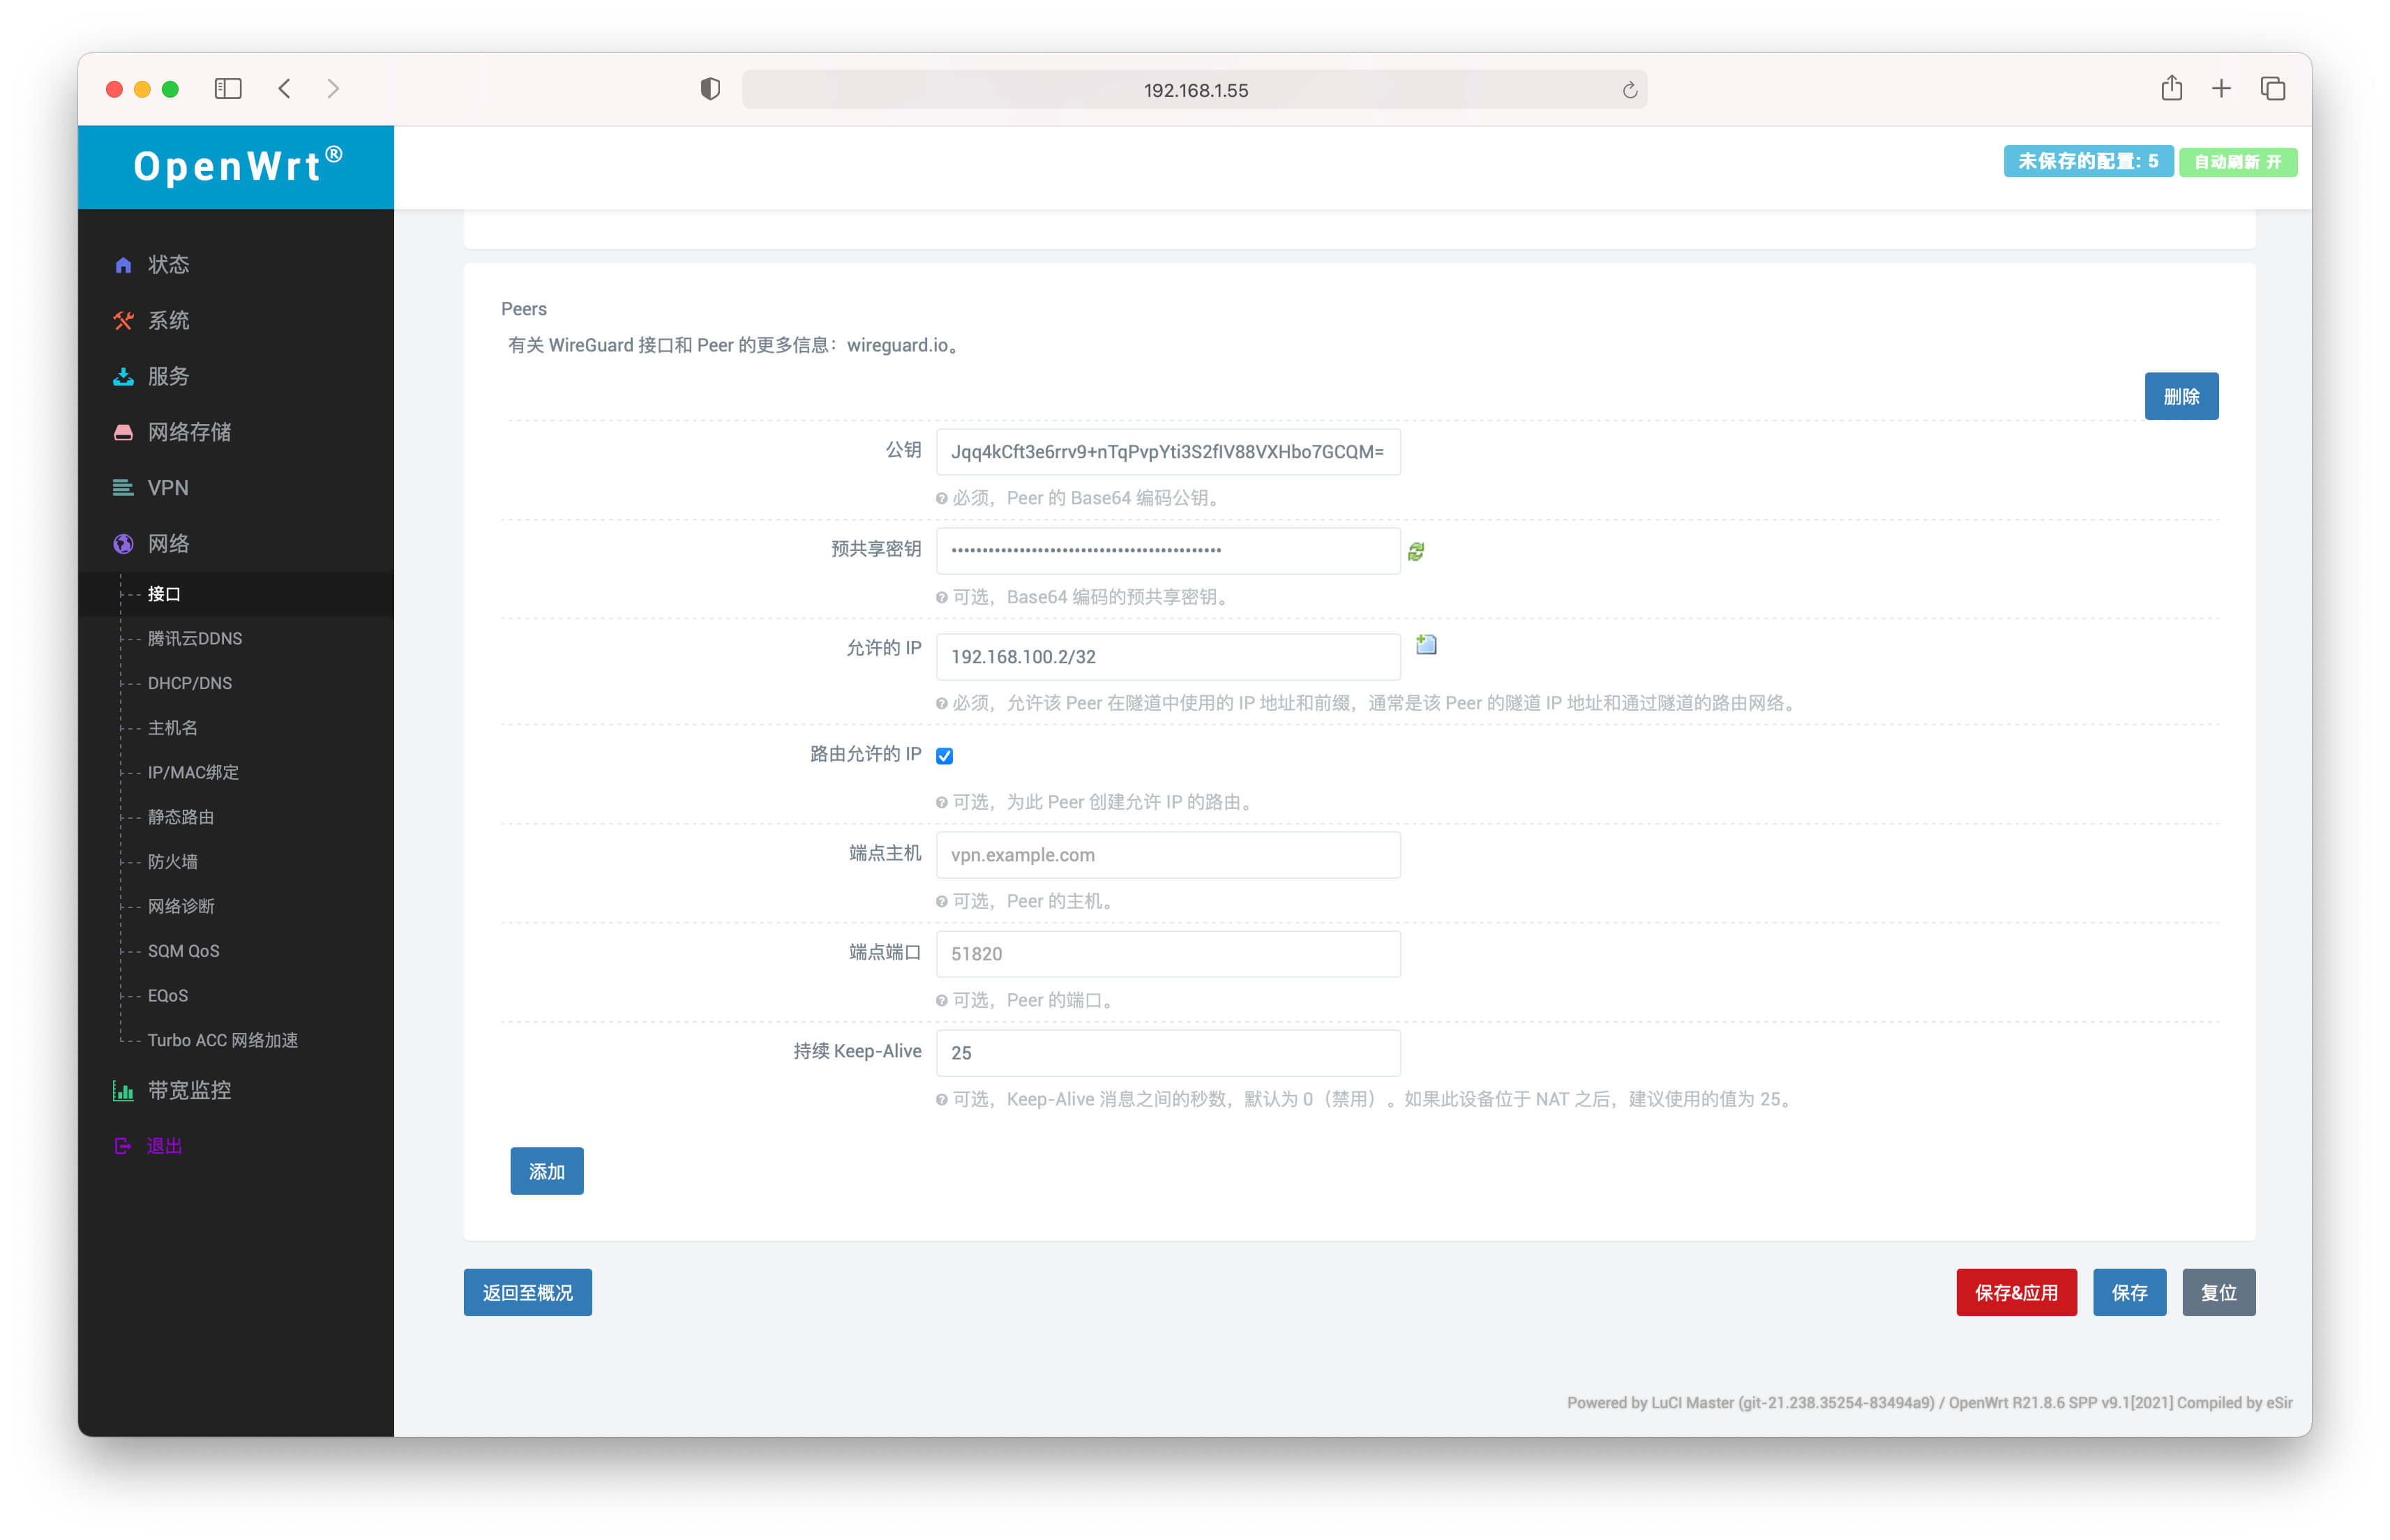 192.168.1.55
OpenWrt®
未保存的配置: 5
自动刷新 开
状态
系统
服务
网络存储
VPN
网络
接口
腾讯云DDNS
DHCP/DNS
主机名
IP/MAC绑定
静态路由
防火墙
网络诊断
SQM QoS
EQoS
Turbo ACC 网络加速
带宽监控
退出
Peers
有关 WireGuard 接口和 Peer 的更多信息：wireguard.io。
删除
公钥
Jqq4kCft3e6rrv9+nTqPvpYti3S2fIV88VXHbo7GCQM=
必须，Peer 的 Base64 编码公钥。
预共享密钥
可选，Base64 编码的预共享密钥。
允许的 IP
192.168.100.2/32
必须，允许该 Peer 在隧道中使用的 IP 地址和前缀，通常是该 Peer 的隧道 IP 地址和通过隧道的路由网络。
路由允许的 IP
可选，为此 Peer 创建允许 IP 的路由。
端点主机
vpn.example.com
可选，Peer 的主机。
端点端口
51820
可选，Peer 的端口。
持续 Keep-Alive
25
可选，Keep-Alive 消息之间的秒数，默认为 0（禁用）。如果此设备位于 NAT 之后，建议使用的值为 25。
添加
返回至概况
保存&应用
保存
复位
Powered by LuCI Master (git-21.238.35254-83494a9) / OpenWrt R21.8.6 SPP v9.1[2021] Compiled by eSir